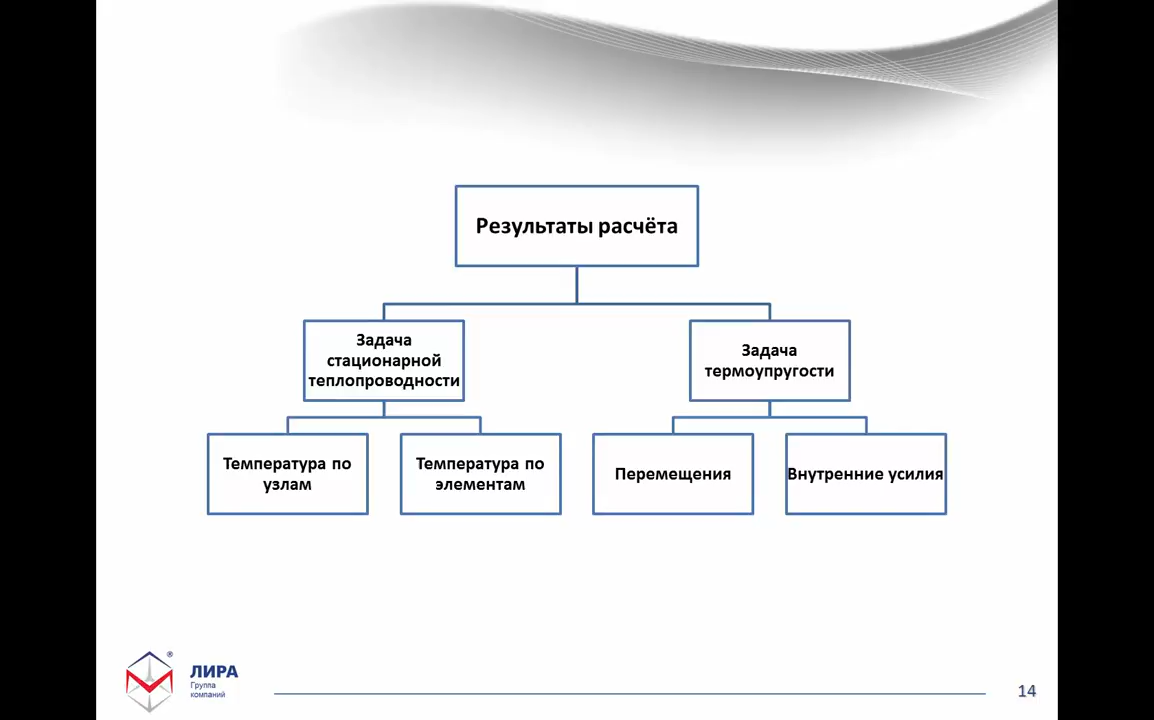 Результаты расчёта
Задача
стационарной
теплопроводности
Задача
термоупругости
Температура по
узлам
Температура по
элементам
Перемещения
Внутренние усилия
®
ЛИРА
Группа
компаний
14